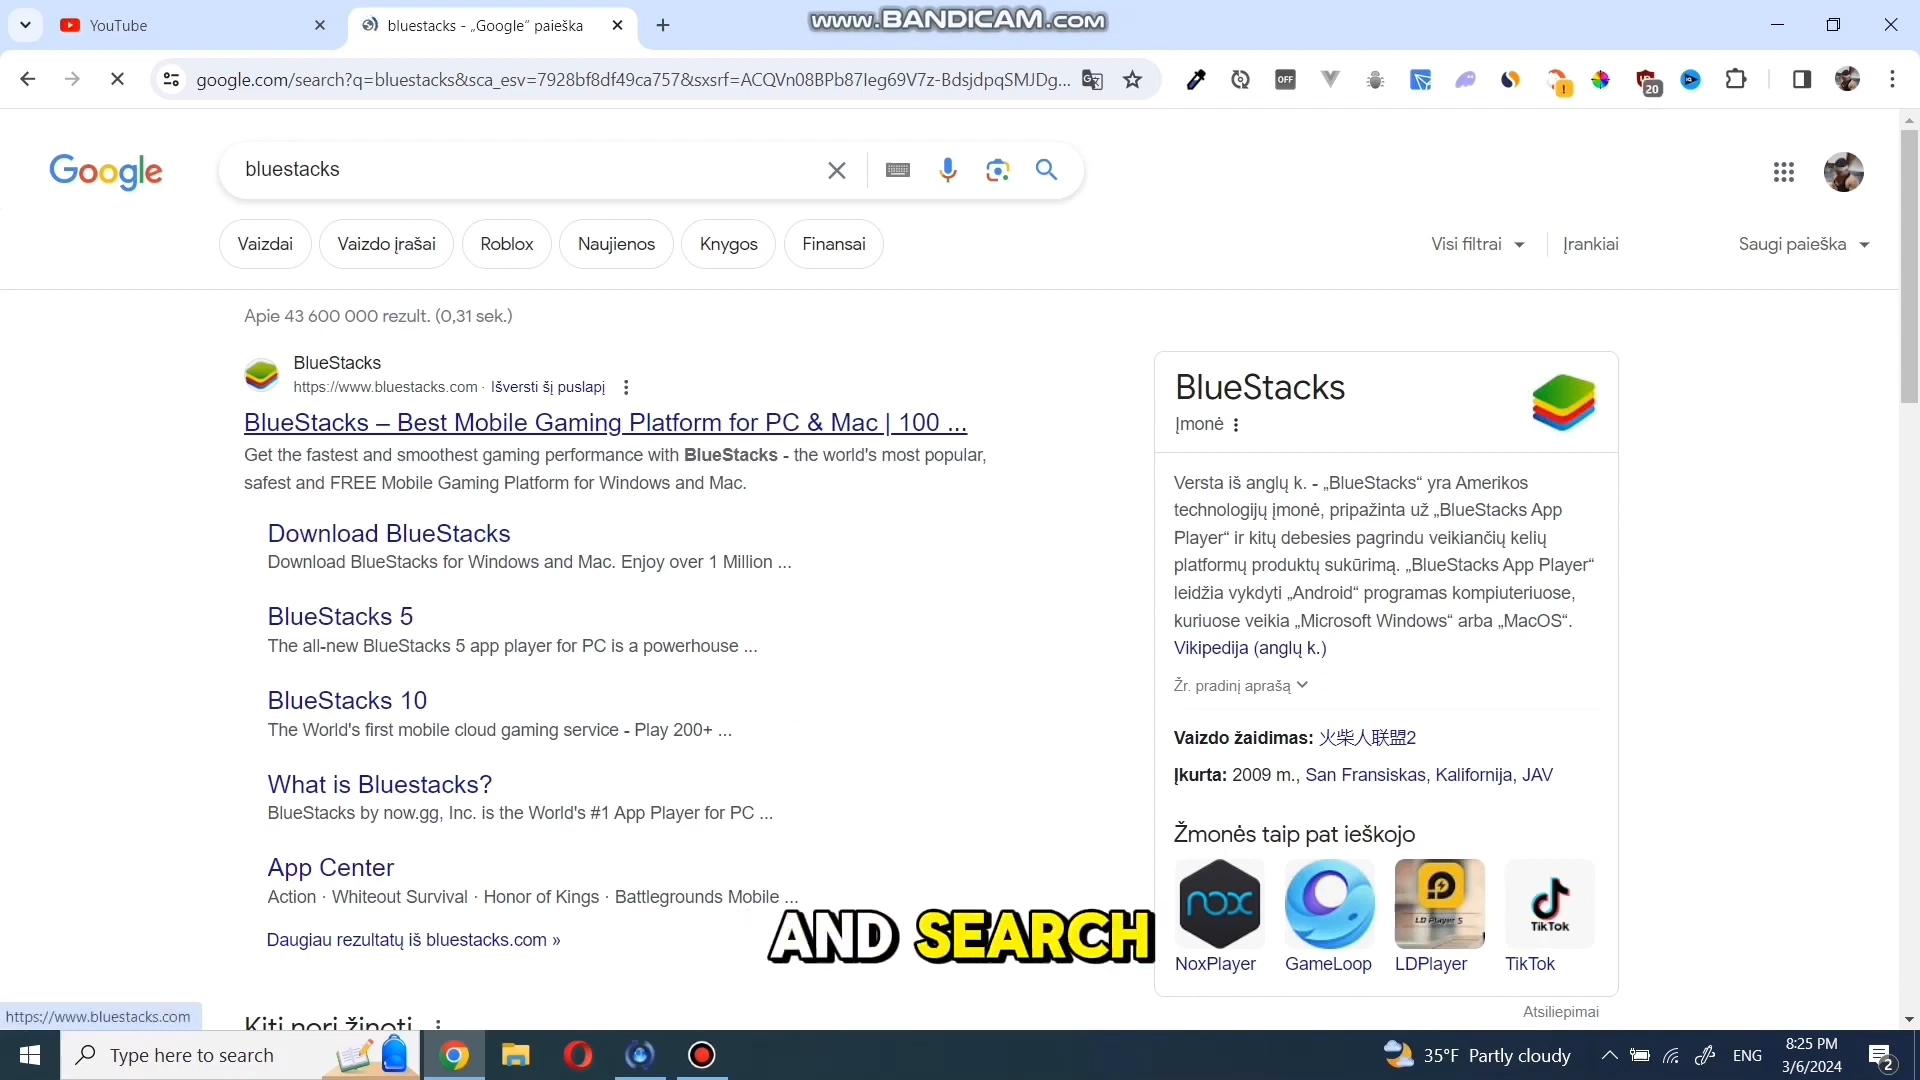 YouTube
bluestacks - „Google“ paieška
www.BANDICAM.com
google.com/search?q=bluestacks&sca_esv=7928bf8df49ca757&sxsrf=ACQVn08BPb87Ieg69V7z-BdsjdpqSMJDg...
OFF
20
Google
bluestacks
Vaizdai
Vaizdo įrašai
Roblox
Naujienos
Knygos
Finansai
Visi filtrai
Įrankiai
Saugi paieška
Apie 43 600 000 rezult. (0,31 sek.)
BlueStacks
https://www.bluestacks.com · Išversti šį puslapį
BlueStacks – Best Mobile Gaming Platform for PC & Mac | 100 ...
Get the fastest and smoothest gaming performance with BlueStacks - the world's most popular,
safest and FREE Mobile Gaming Platform for Windows and Mac.
Download BlueStacks
Download BlueStacks for Windows and Mac. Enjoy over 1 Million ...
BlueStacks 5
The all-new BlueStacks 5 app player for PC is a powerhouse ...
BlueStacks 10
The World's first mobile cloud gaming service - Play 200+ ...
What is Bluestacks?
BlueStacks by now.gg, Inc. is the World's #1 App Player for PC ...
App Center
Action · Whiteout Survival · Honor of Kings · Battlegrounds Mobile ...
Daugiau rezultatų iš bluestacks.com »
AND SEARCH
Kiti nori žinoti
https://www.bluestacks.com
BlueStacks
Įmonė
Versta iš anglų k. - „BlueStacks“ yra Amerikos
technologijų įmonė, pripažinta už „BlueStacks App
Player“ ir kitų debesies pagrindu veikiančių kelių
platformų produktų sukūrimą. „BlueStacks App Player“
leidžia vykdyti „Android“ programas kompiuteriuose,
kuriuose veikia „Microsoft Windows“ arba „MacOS“.
Vikipedija (anglų k.)
Žr. pradinį aprašą
Vaizdo žaidimas: 火柴人联盟2
Įkurta: 2009 m., San Fransiskas, Kalifornija, JAV
Žmonės taip pat ieškojo
nox
LD Player 5
TikTok
NoxPlayer
GameLoop
LDPlayer
TikTok
Atsiliepimai
Type here to search
35°F Partly cloudy
ENG
8:25 PM
3/6/2024
2